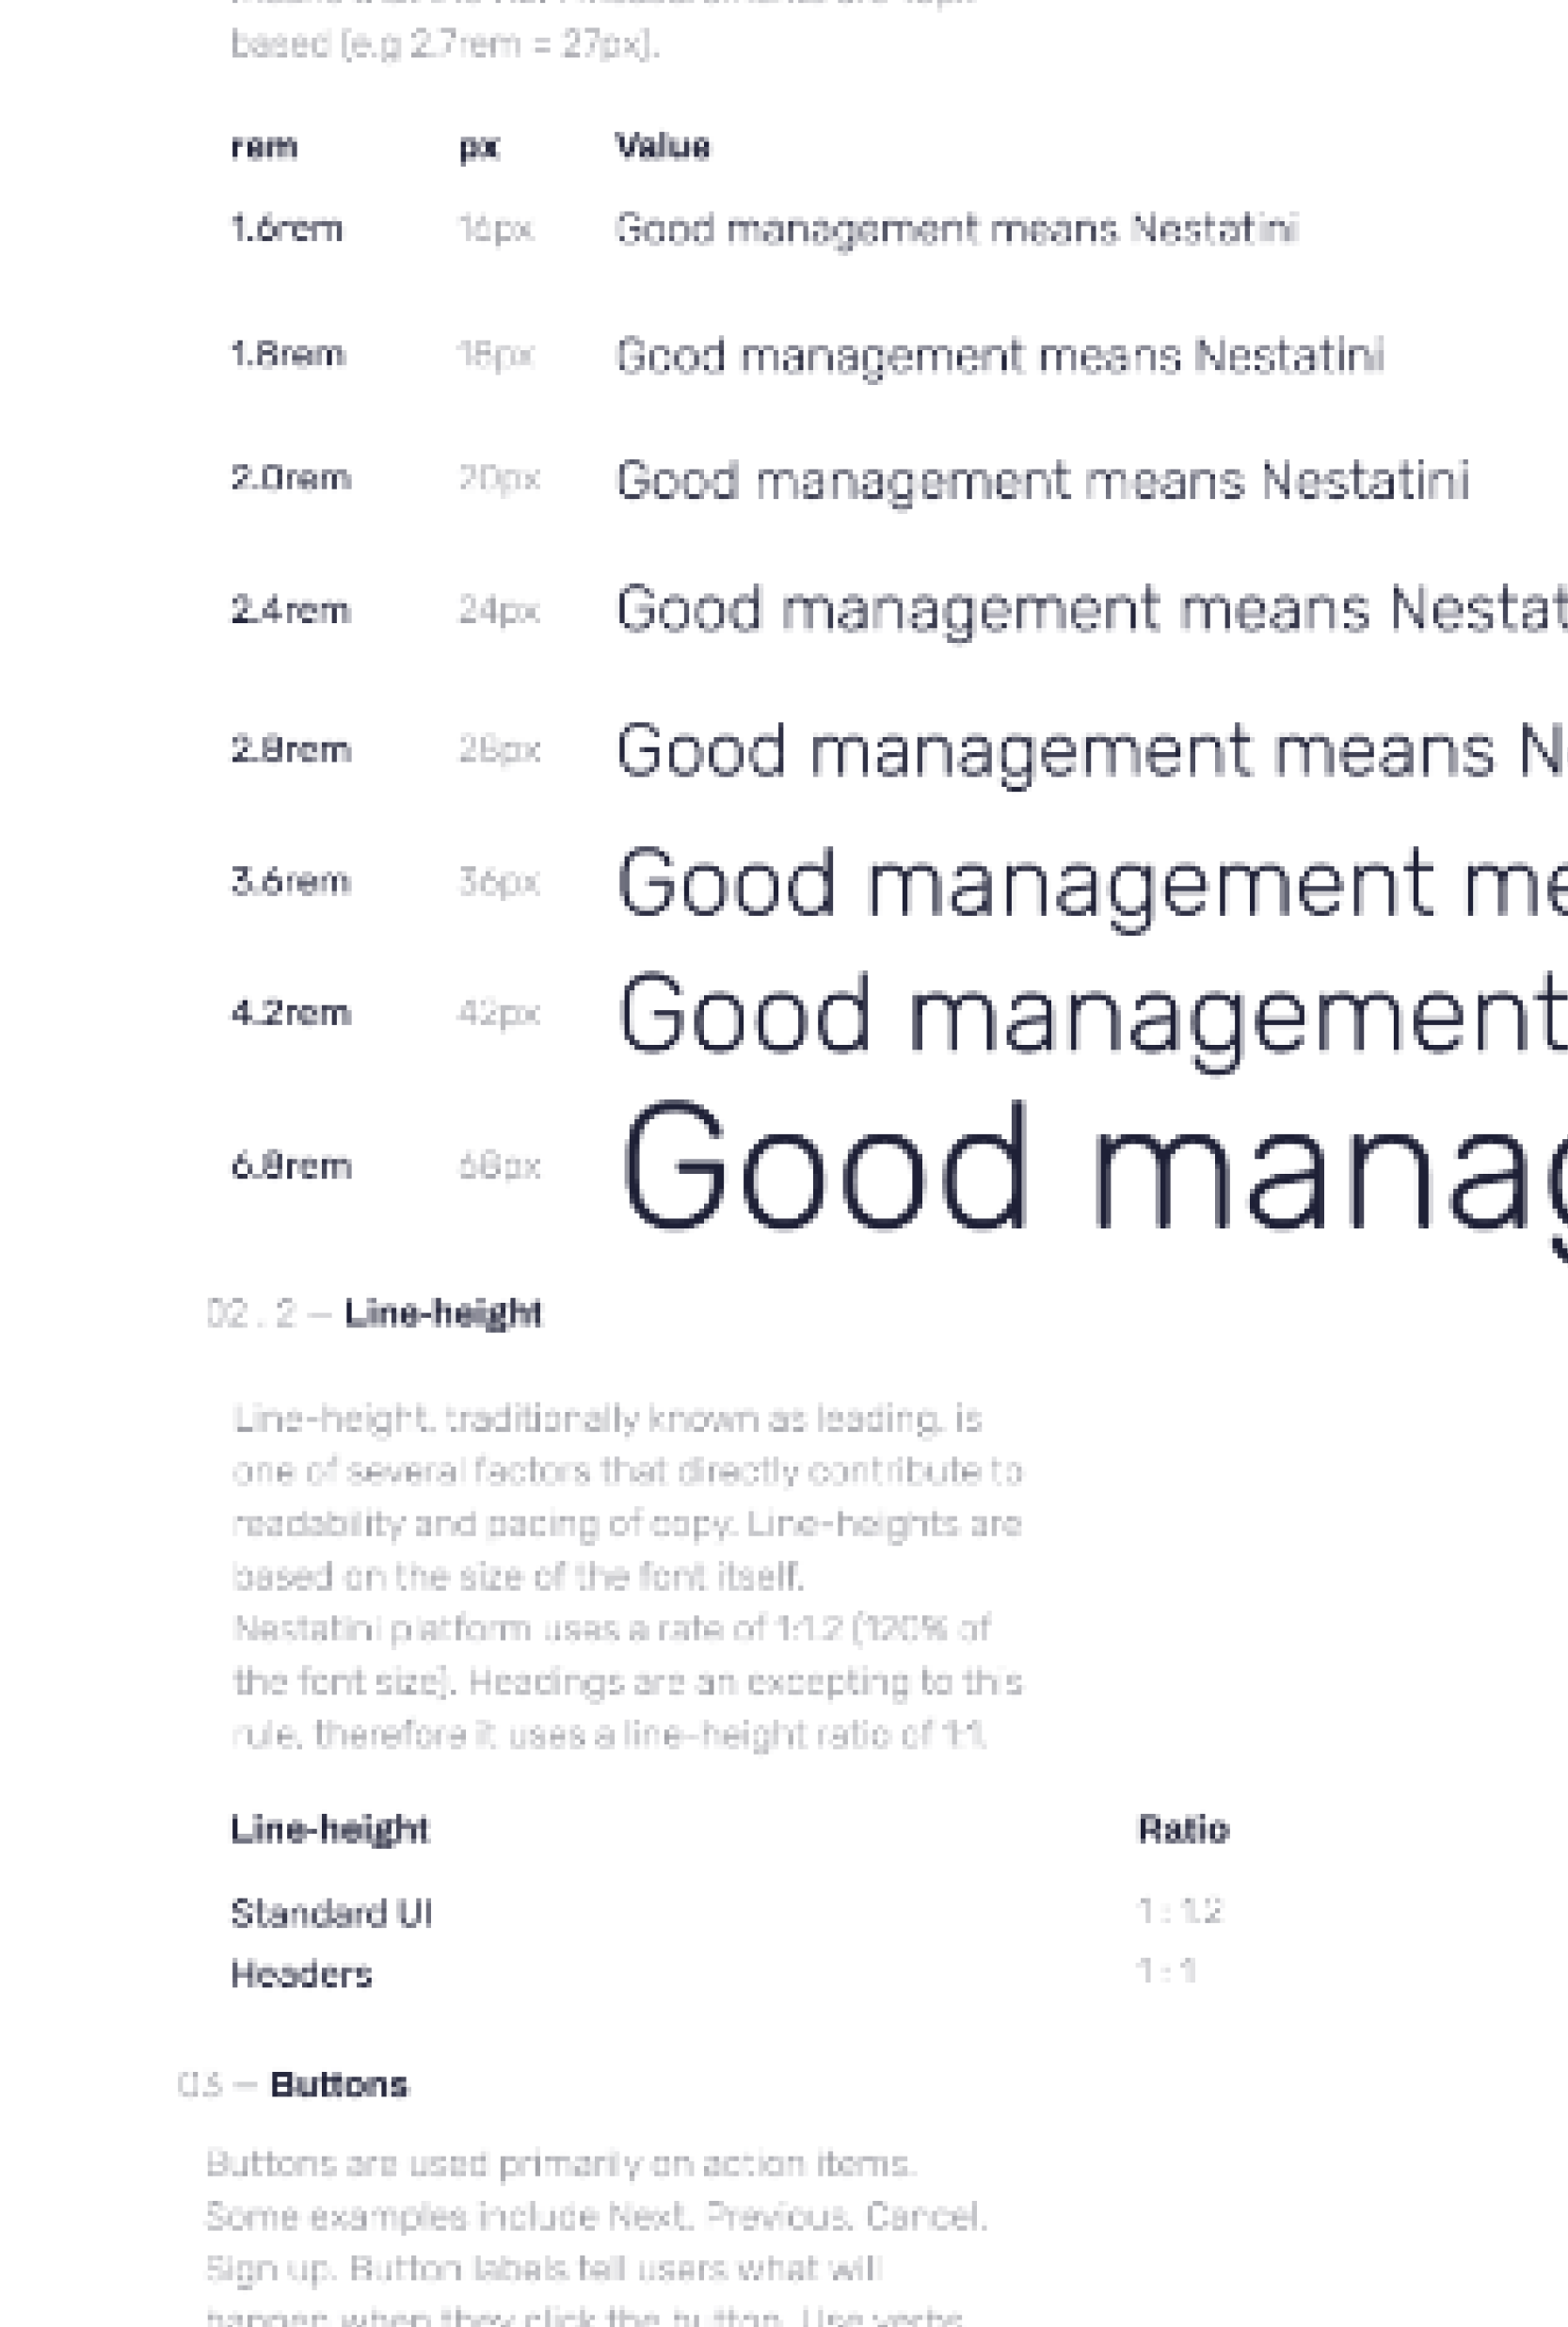 based (e.g 2.7rem = 27px).
rem px Value
1.6rem 16px Good management means Nestatini
1.8rem 18px Good management means Nestatini
2.0rem 20px Good management means Nestatini
2.4rem 24px Good management means Nestat
2.8rem 28px Good management means N
3.6rem 36px Good management me
4.2rem 42px Good management
6.8rem 68px Good manag
02 . 2 — Line-height
Line-height, traditionally known as leading, is
one of several factors that directly contribute to
readability and pacing of copy. Line-heights are
based on the size of the font itself.
Nestatini platform uses a rate of 1:1.2 (120% of
the font size). Headings are an excepting to this
rule, therefore it uses a line-height ratio of 1:1.
Line-height Ratio
Standard UI 1 : 1.2
Headers 1 : 1
03 — Buttons
Buttons are used primarily on action items.
Some examples include Next, Previous, Cancel,
Sign up. Button labels tell users what will
happen when they click the button. Use verbs